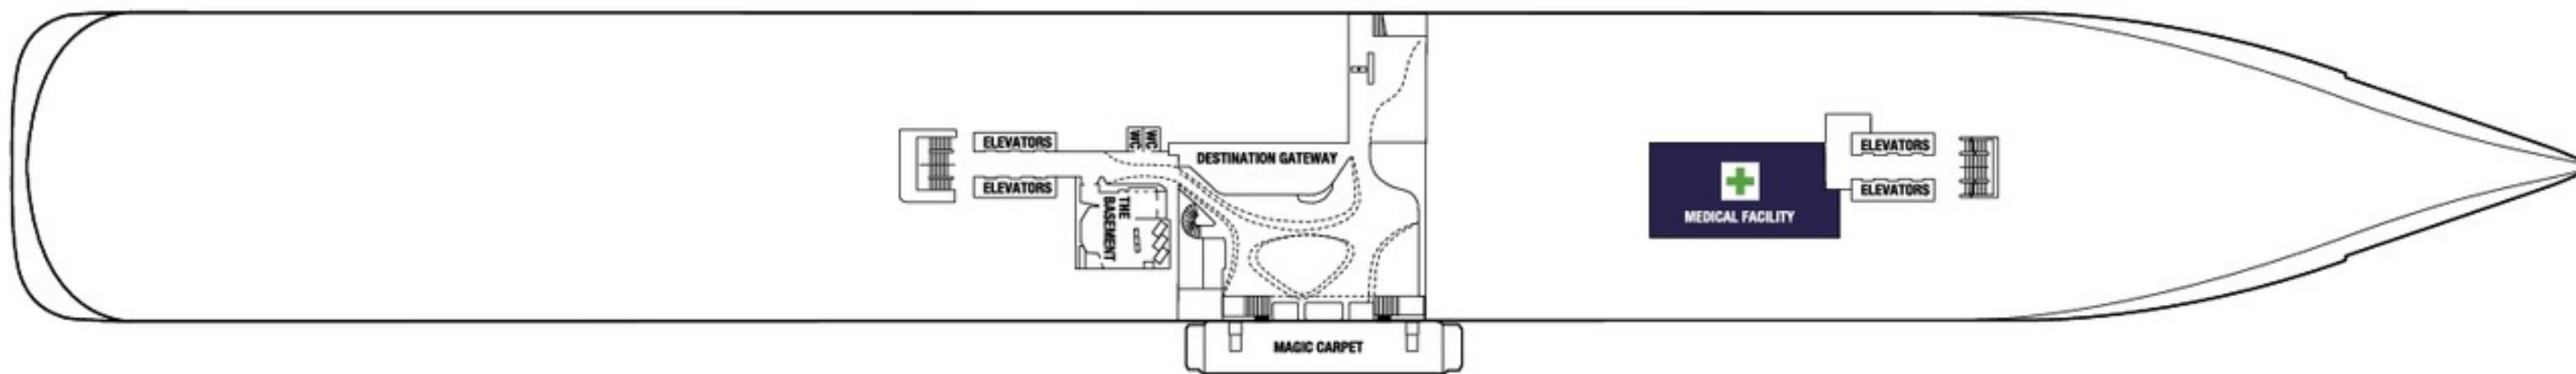 ELEVATORS
ELEVATORS
WC
WC
THE
BASEMENT
DESTINATION GATEWAY
MAGIC CARPET
MEDICAL FACILITY
ELEVATORS
ELEVATORS